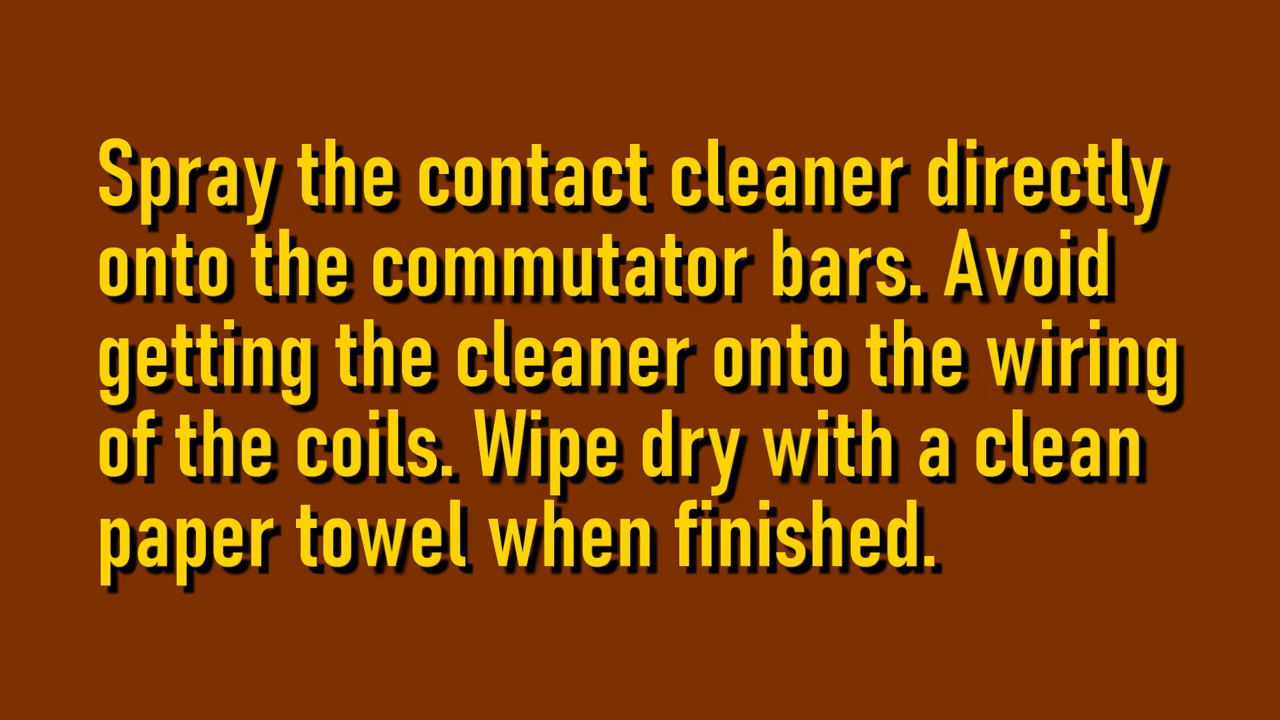 Spray the contact cleaner directly
onto the commutator bars. Avoid
getting the cleaner onto the wiring
of the coils. Wipe dry with a clean
paper towel when finished.